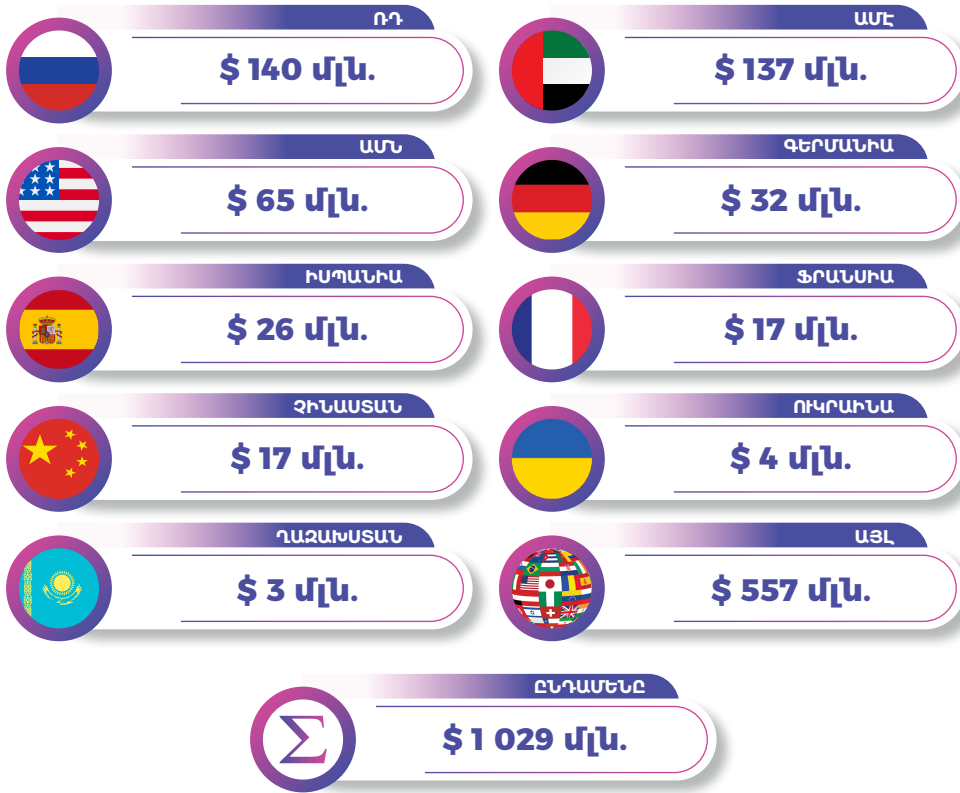 ՌԴ
$ 140 մլն.
ԱՄԷ
$ 137 մլն.
ԱՄՆ
$ 65 մլն.
ԳԵՐՄԱՆԻԱ
$ 32 մլն.
ԻՍՊԱՆԻԱ
$ 26 մլն.
ՖՐԱՆՍԻԱ
$ 17 մլն.
ՉԻՆԱՍՏԱՆ
$ 17 մլն.
ՈՒԿՐԱԻՆԱ
$ 4 մլն.
ՂԱԶԱԽՍՏԱՆ
$ 3 մլն.
ԱՅԼ
$ 557 մլն.
ԸՆԴԱՄԵՆԸ
Σ
$ 1 029 մլն.